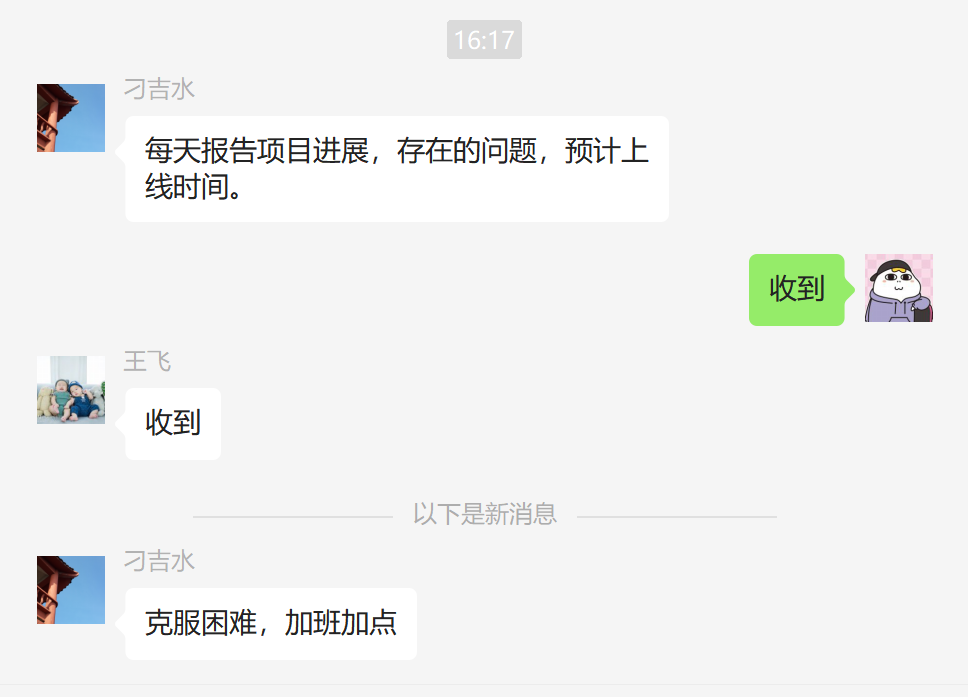 16:17
刁吉水
每天报告项目进展，存在的问题，预计上
线时间。
收到
王飞
收到
以下是新消息
刁吉水
克服困难，加班加点